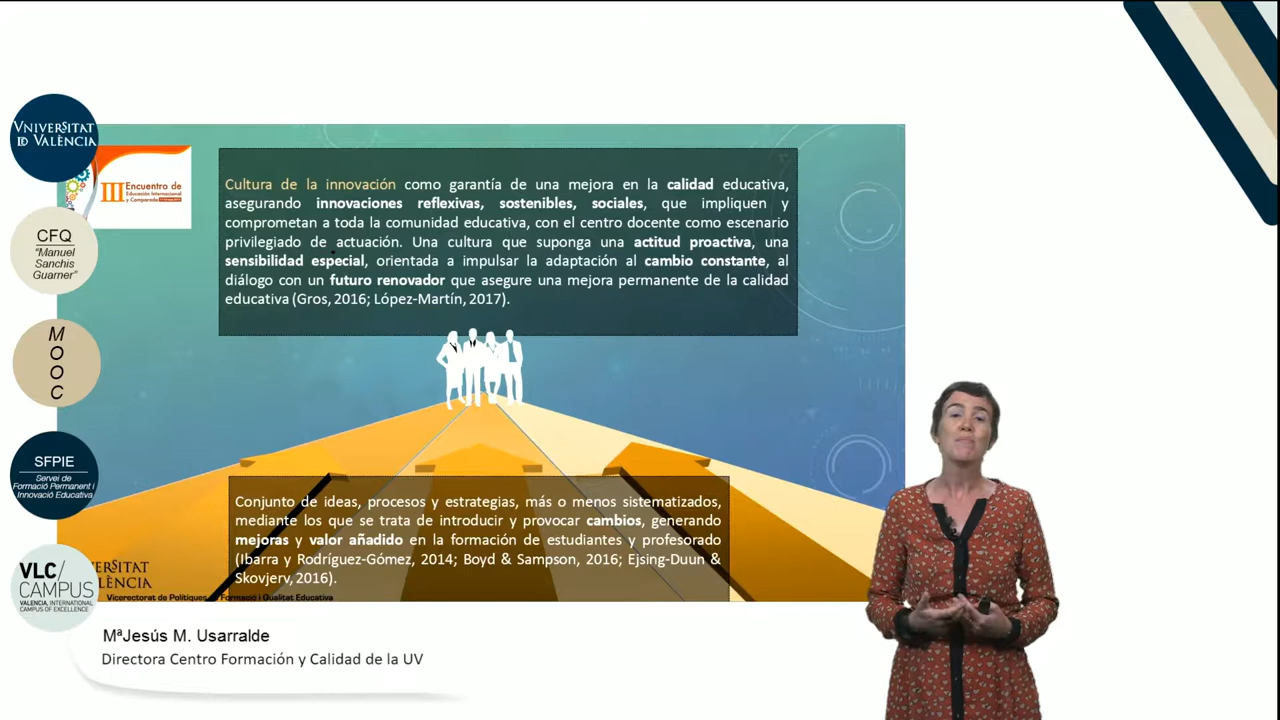 VNIVERSITAT
ID VALÈNCIA
III Encuentro de
Educación Internacional
y Comparada
CFQ
"Manuel
Sanchis
Guarner"
M
O
O
C
SFPIE
Servei de
Formació Permanent i
Innovació Educativa
VLC/
CAMPUS
VALENCIA, INTERNATIONAL
CAMPUS OF EXCELLENCE
Cultura de la innovación como garantía de una mejora en la calidad educativa,
asegurando innovaciones reflexivas, sostenibles, sociales, que impliquen y
comprometan a toda la comunidad educativa, con el centro docente como escenario
privilegiado de actuación. Una cultura que suponga una actitud proactiva, una
sensibilidad especial, orientada a impulsar la adaptación al cambio constante, al
diálogo con un futuro renovador que asegure una mejora permanente de la calidad
educativa (Gros, 2016; López-Martín, 2017).
Conjunto de ideas, procesos y estrategias, más o menos sistematizados,
mediante los que se trata de introducir y provocar cambios, generando
mejoras y valor añadido en la formación de estudiantes y profesorado
(Ibarra y Rodríguez-Gómez, 2014; Boyd & Sampson, 2016; Ejsing-Duun &
Skovjerv, 2016).
ERSITAT
LÈNCIA
Vicerectorat de Polítiques de Formació i Qualitat Educativa
MªJesús M. Usarralde
Directora Centro Formación y Calidad de la UV